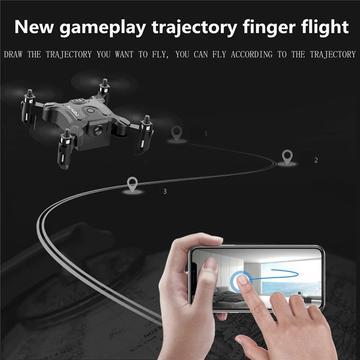 New gameplay trajectory finger flight
DRAW THE TRAJECTORY YOU WANT TO FLY, YOU CAN FLY ACCORDING TO THE TRAJECTORY
1
2
3